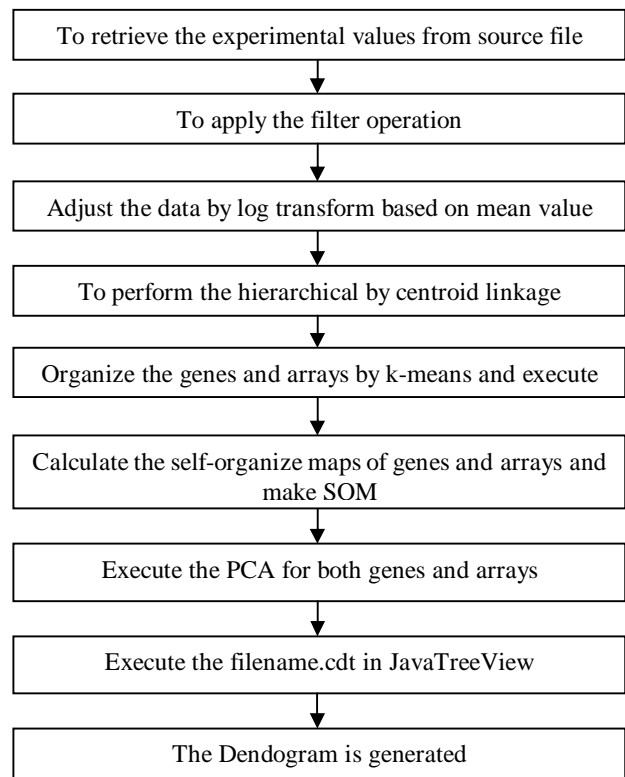 To retrieve the experimental values from source file
To apply the filter operation
Adjust the data by log transform based on mean value
To perform the hierarchical by centroid linkage
Organize the genes and arrays by k-means and execute
Calculate the self-organize maps of genes and arrays and
make SOM
Execute the PCA for both genes and arrays
Execute the filename.cdt in JavaTreeView
The Dendogram is generated